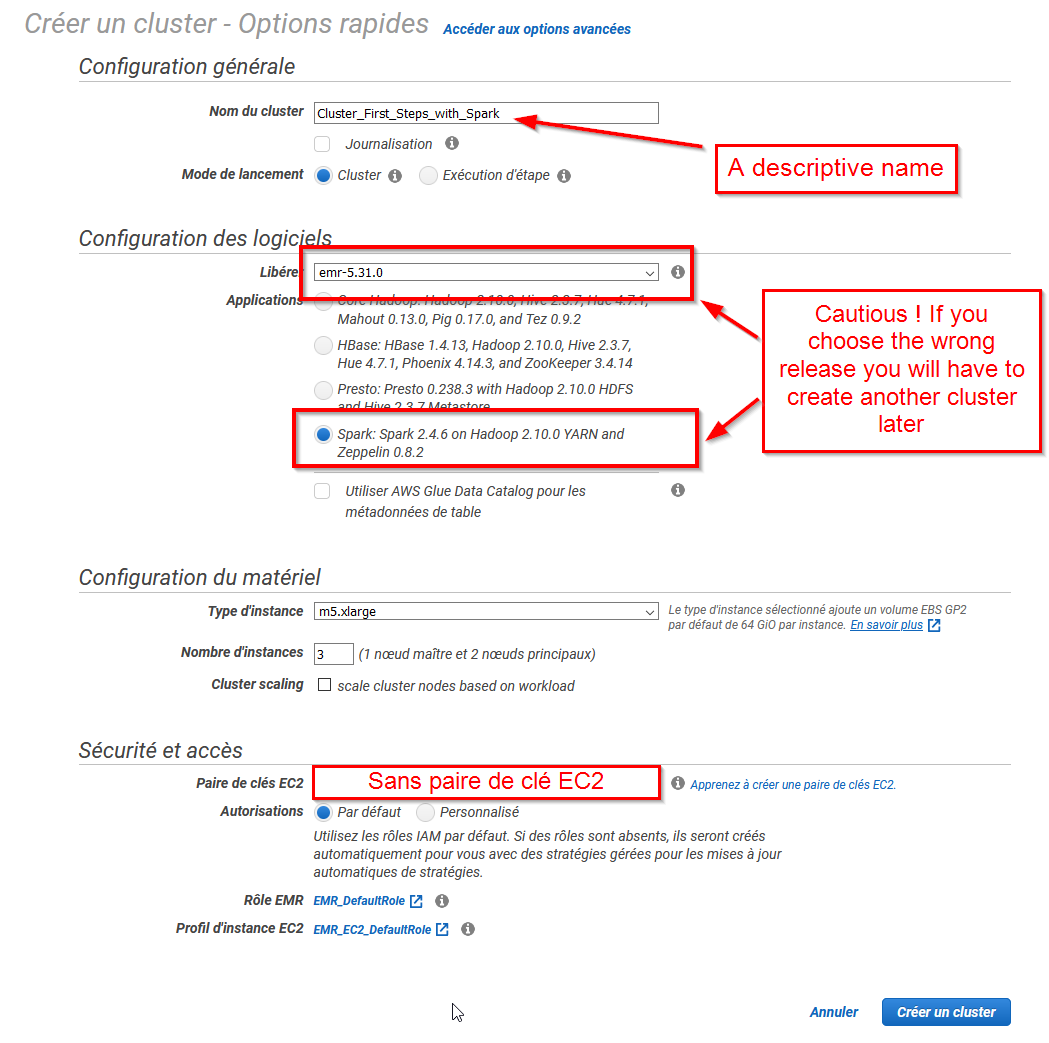 Créer un cluster - Options rapides Accéder aux options avancées
Configuration générale
Nom du cluster Cluster_First_Steps_with_Spark
Journalisation
A descriptive name
Mode de lancement Cluster Exécution d'étape
Configuration des logiciels
Libérer emr-5.31.0
Applications Core Hadoop: Hadoop 2.10.0, Hive 2.3.7, Hue 4.7.1,
Mahout 0.13.0, Pig 0.17.0, and Tez 0.9.2
HBase: HBase 1.4.13, Hadoop 2.10.0, Hive 2.3.7,
Hue 4.7.1, Phoenix 4.14.3, and ZooKeeper 3.4.14
Presto: Presto 0.238.3 with Hadoop 2.10.0 HDFS
and Hive 2.3.7 Metastore
Spark: Spark 2.4.6 on Hadoop 2.10.0 YARN and
Zeppelin 0.8.2
Cautious ! If you
choose the wrong
release you will have to
create another cluster
later
Utiliser AWS Glue Data Catalog pour les
métadonnées de table
Configuration du matériel
Type d'instance m5.xlarge
Le type d'instance sélectionné ajoute un volume EBS GP2
par défaut de 64 GiO par instance. En savoir plus
Nombre d'instances 3 (1 nœud maître et 2 nœuds principaux)
Cluster scaling scale cluster nodes based on workload
Sécurité et accès
Paire de clés EC2 Sans paire de clé EC2 Apprenez à créer une paire de clés EC2.
Autorisations Par défaut Personnalisé
Utilisez les rôles IAM par défaut. Si des rôles sont absents, ils seront créés
automatiquement pour vous avec des stratégies gérées pour les mises à jour
automatiques de stratégies.
Rôle EMR EMR_DefaultRole
Profil d'instance EC2 EMR_EC2_DefaultRole
Annuler Créer un cluster